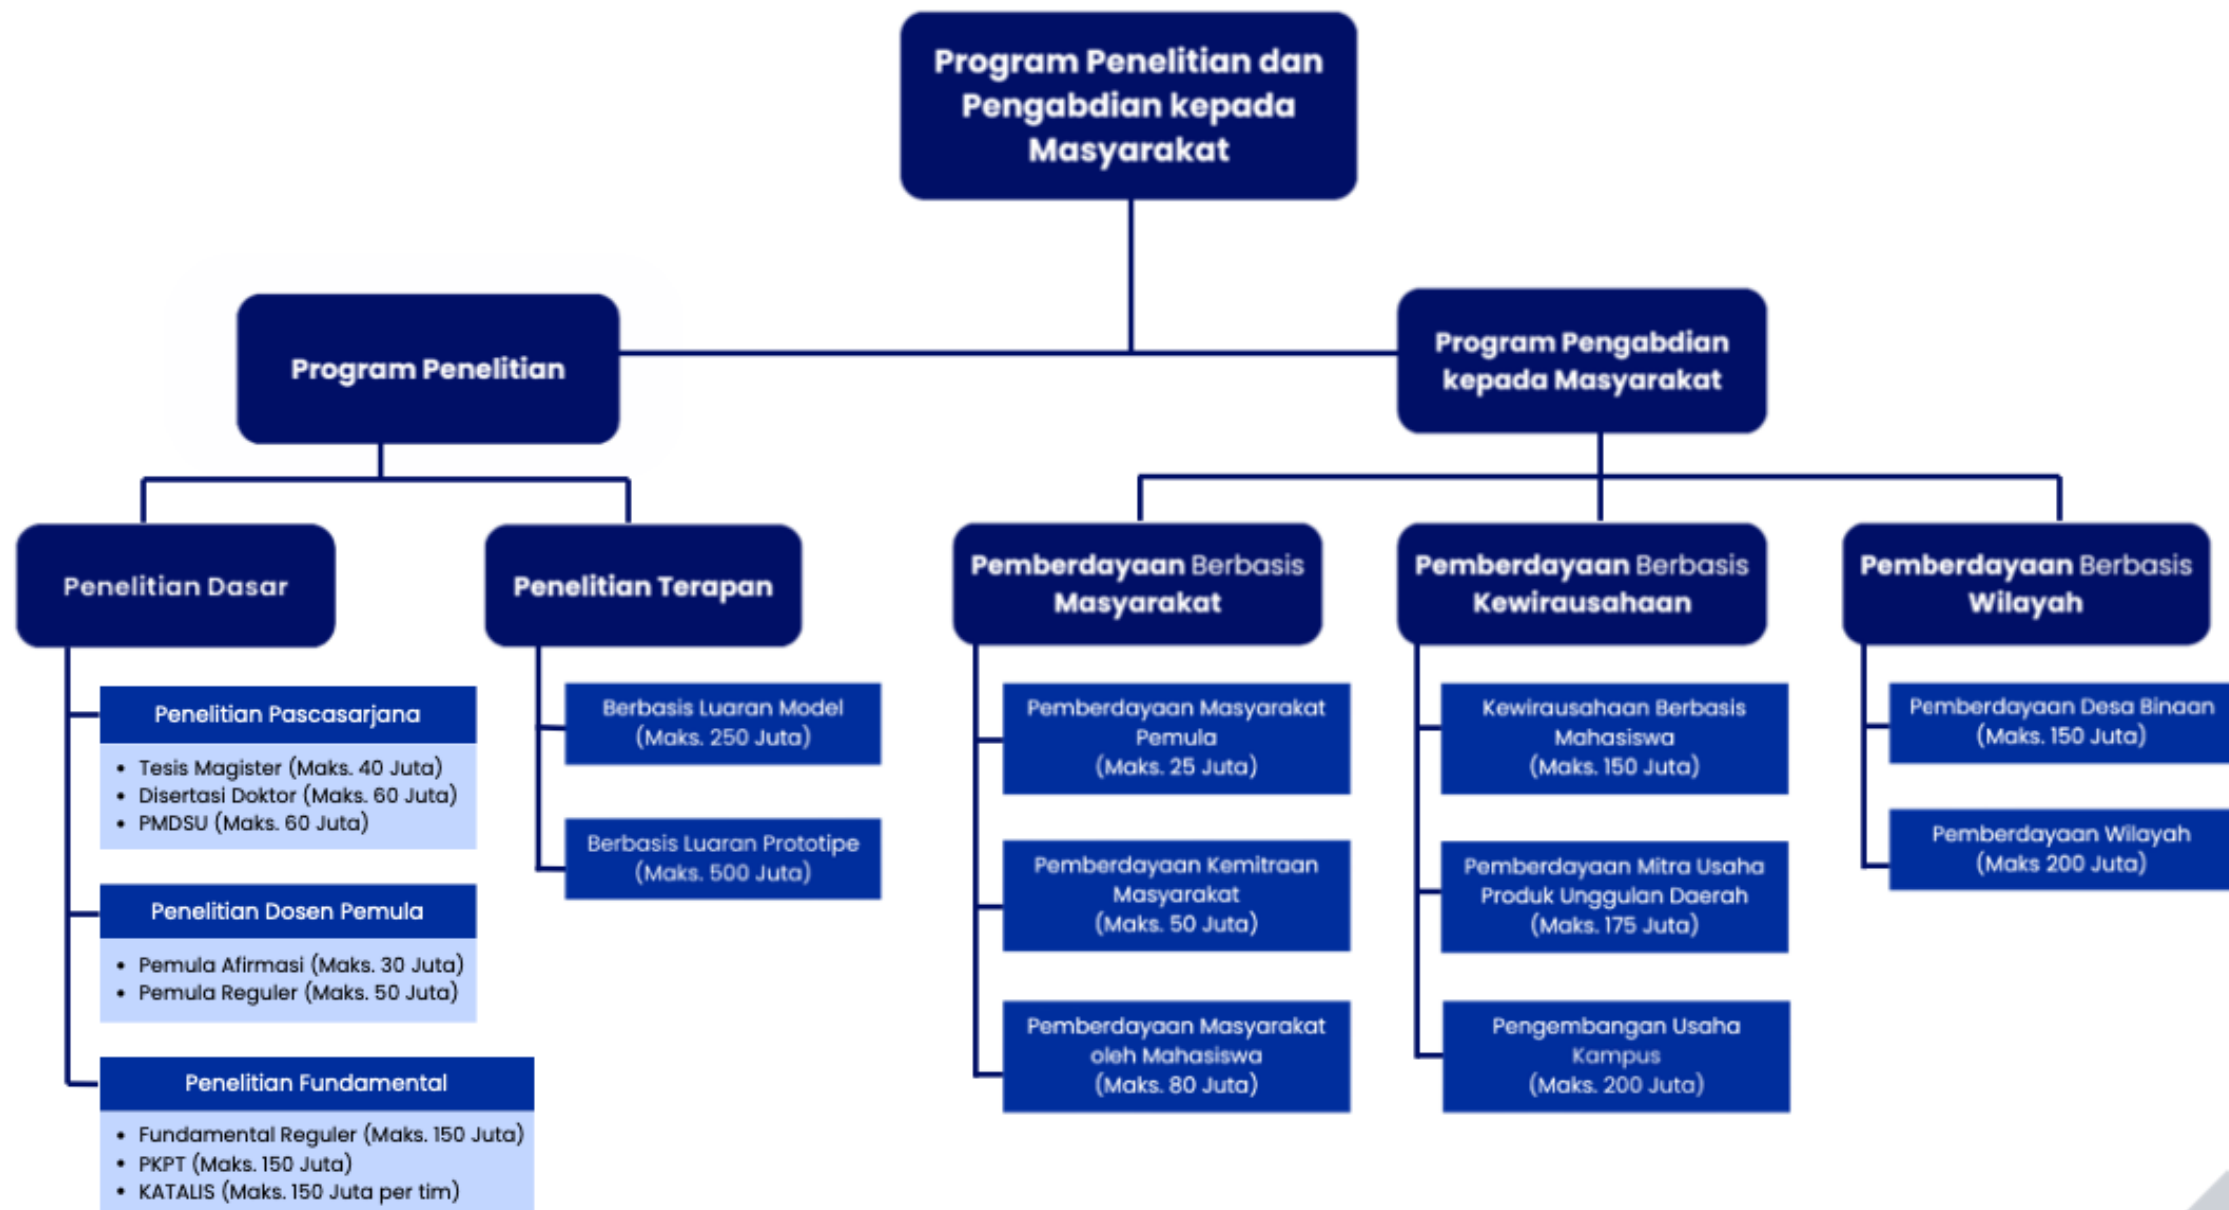 Program Penelitian dan
Pengabdian kepada
Masyarakat
Program Penelitian
Program Pengabdian
kepada Masyarakat
Penelitian Dasar
Penelitian Pascasarjana
• Tesis Magister (Maks. 40 Juta)
• Disertasi Doktor (Maks. 60 Juta)
• PMDSU (Maks. 60 Juta)
Penelitian Dosen Pemula
• Pemula Afirmasi (Maks. 30 Juta)
• Pemula Reguler (Maks. 50 Juta)
Penelitian Fundamental
• Fundamental Reguler (Maks. 150 Juta)
• PKPT (Maks. 150 Juta)
• KATALIS (Maks. 150 Juta per tim)
Penelitian Terapan
Berbasis Luaran Model
(Maks. 250 Juta)
Berbasis Luaran Prototipe
(Maks. 500 Juta)
Pemberdayaan Berbasis
Masyarakat
Pemberdayaan Masyarakat
Pemula
(Maks. 25 Juta)
Pemberdayaan Kemitraan
Masyarakat
(Maks. 50 Juta)
Pemberdayaan Masyarakat
oleh Mahasiswa
(Maks. 80 Juta)
Pemberdayaan Berbasis
Kewirausahaan
Kewirausahaan Berbasis
Mahasiswa
(Maks. 150 Juta)
Pemberdayaan Mitra Usaha
Produk Unggulan Daerah
(Maks. 175 Juta)
Pengembangan Usaha
Kampus
(Maks. 200 Juta)
Pemberdayaan Berbasis
Wilayah
Pemberdayaan Desa Binaan
(Maks. 150 Juta)
Pemberdayaan Wilayah
(Maks 200 Juta)